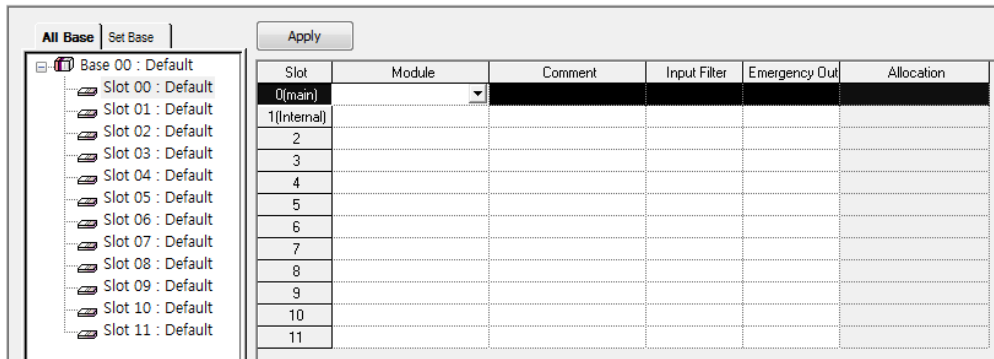 All Base Set Base
Apply
Base 00 : Default
Slot 00 : Default
Slot 01 : Default
Slot 02 : Default
Slot 03 : Default
Slot 04 : Default
Slot 05 : Default
Slot 06 : Default
Slot 07 : Default
Slot 08 : Default
Slot 09 : Default
Slot 10 : Default
Slot 11 : Default
Slot Module Comment Input Filter Emergency Out Allocation
0(main)
1(Internal)
2
3
4
5
6
7
8
9
10
11